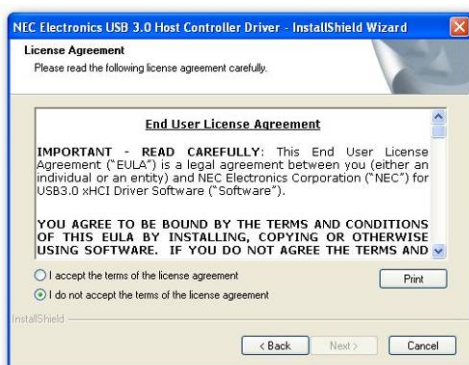 NEC Electronics USB 3.0 Host Controller Driver - InstallShield Wizard
License Agreement
Please read the following license agreement carefully.
End User License Agreement
IMPORTANT - READ CAREFULLY: This End User License
Agreement ("EULA") is a legal agreement between you (either an
individual or an entity) and NEC Electronics Corporation ("NEC") for
USB3.0 xHCI Driver Software ("Software").
YOU AGREE TO BE BOUND BY THE TERMS AND CONDITIONS
OF THIS EULA BY INSTALLING, COPYING OR OTHERWISE
USING SOFTWARE. IF YOU DO NOT AGREE THE TERMS AND
I accept the terms of the license agreement
I do not accept the terms of the license agreement
Print
InstallShield
< Back
Next >
Cancel